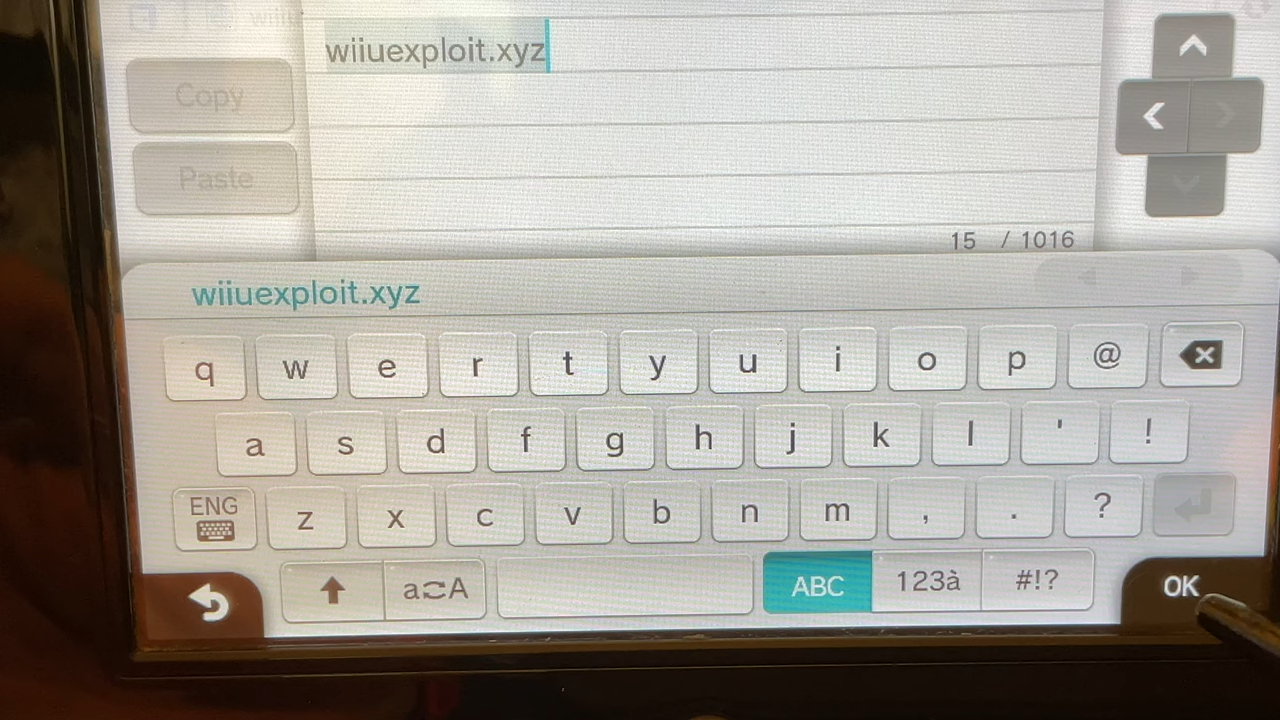 wiiuexploit.xyz
Copy
Paste
15 / 1016
wiiuexploit.xyz
q w e r t y u i o p @
a s d f g h j k l ' !
ENG z x c v b n m , . ?
a A ABC 123à #!? OK